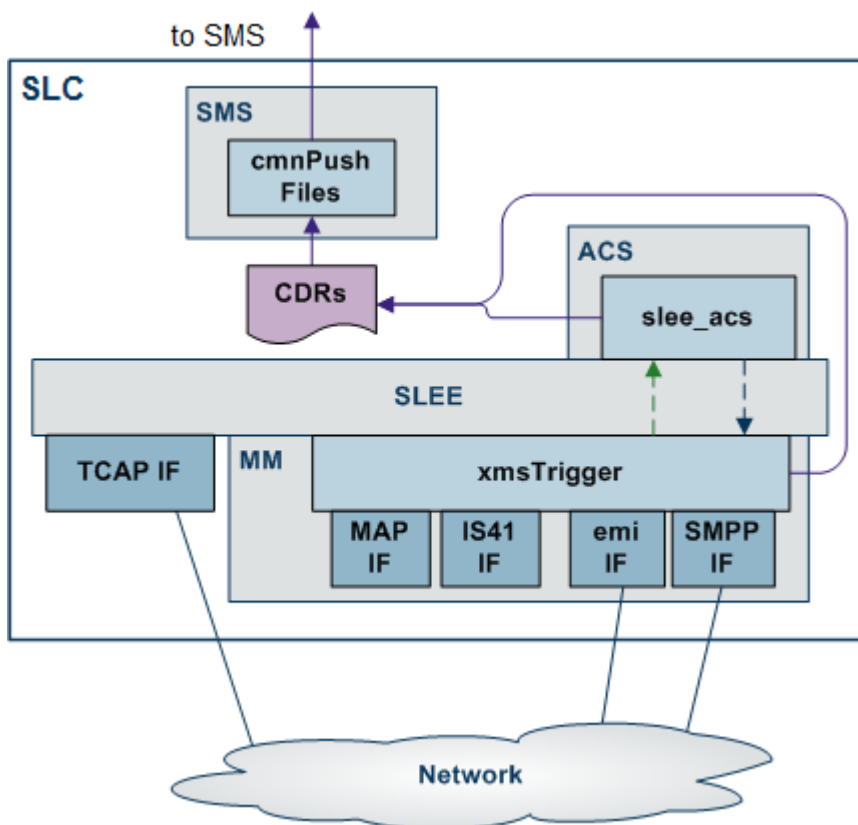 to SMS
SLC
SMS
cmnPush
Files
CDRs
ACS
slee_acs
SLEE
TCAP IF
MM
xmsTrigger
MAP
IF
IS41
IF
emi
IF
SMPP
IF
Network